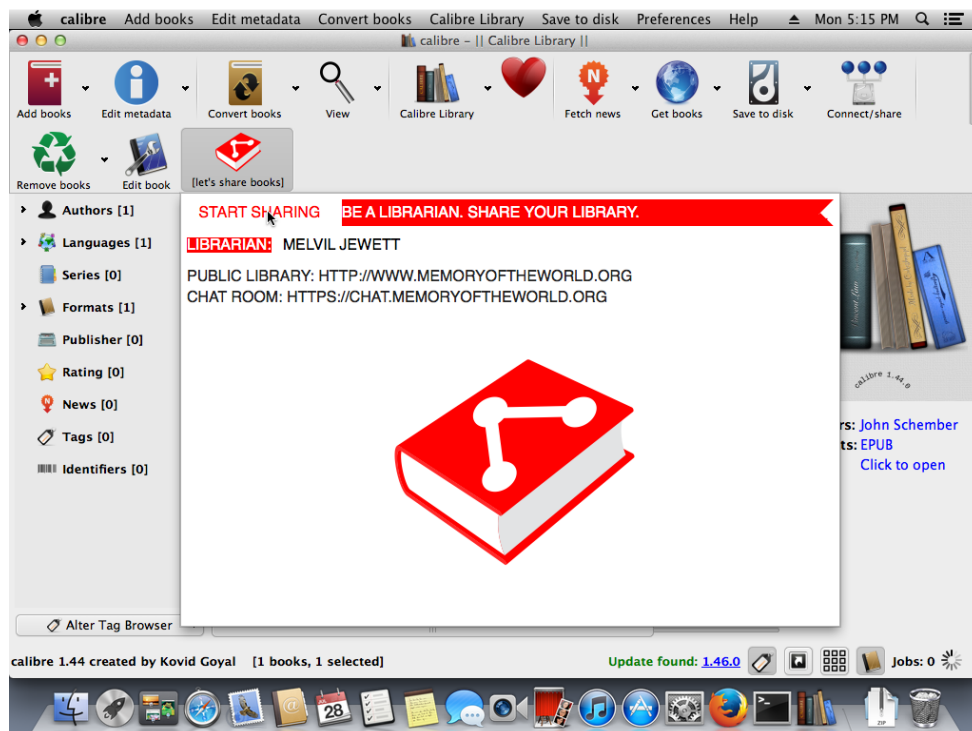 calibre Add books Edit metadata Convert books Calibre Library Save to disk Preferences Help Mon 5:15 PM
calibre – || Calibre Library ||
Add books Edit metadata Convert books View Calibre Library Fetch news Get books Save to disk Connect/share
Remove books Edit book [let's share books]
START SHARING BE A LIBRARIAN. SHARE YOUR LIBRARY.
LIBRARIAN: MELVIL JEWETT
PUBLIC LIBRARY: HTTP://WWW.MEMORYOFTHEWORLD.ORG
CHAT ROOM: HTTPS://CHAT.MEMORYOFTHEWORLD.ORG
Authors [1]
Languages [1]
Series [0]
Formats [1]
Publisher [0]
Rating [0]
News [0]
Tags [0]
Identifiers [0]
calibre 1.44.0
rs: John Schember
ts: EPUB
Click to open
Alter Tag Browser
calibre 1.44 created by Kovid Goyal [1 books, 1 selected] Update found: 1.46.0 Jobs: 0
28
ZIP